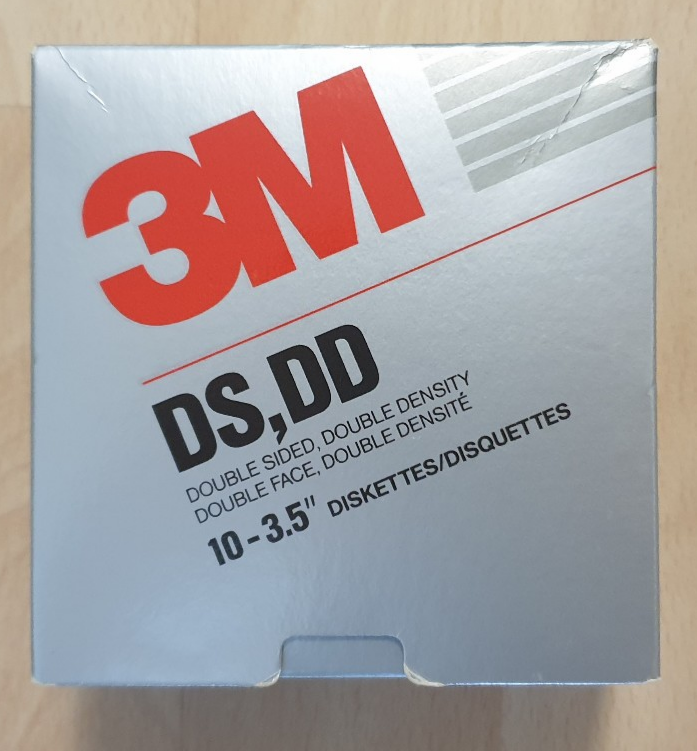 3M
DS,DD
DOUBLE SIDED, DOUBLE DENSITY
DOUBLE FACE, DOUBLE DENSITÉ
10-3.5" DISKETTES/DISQUETTES